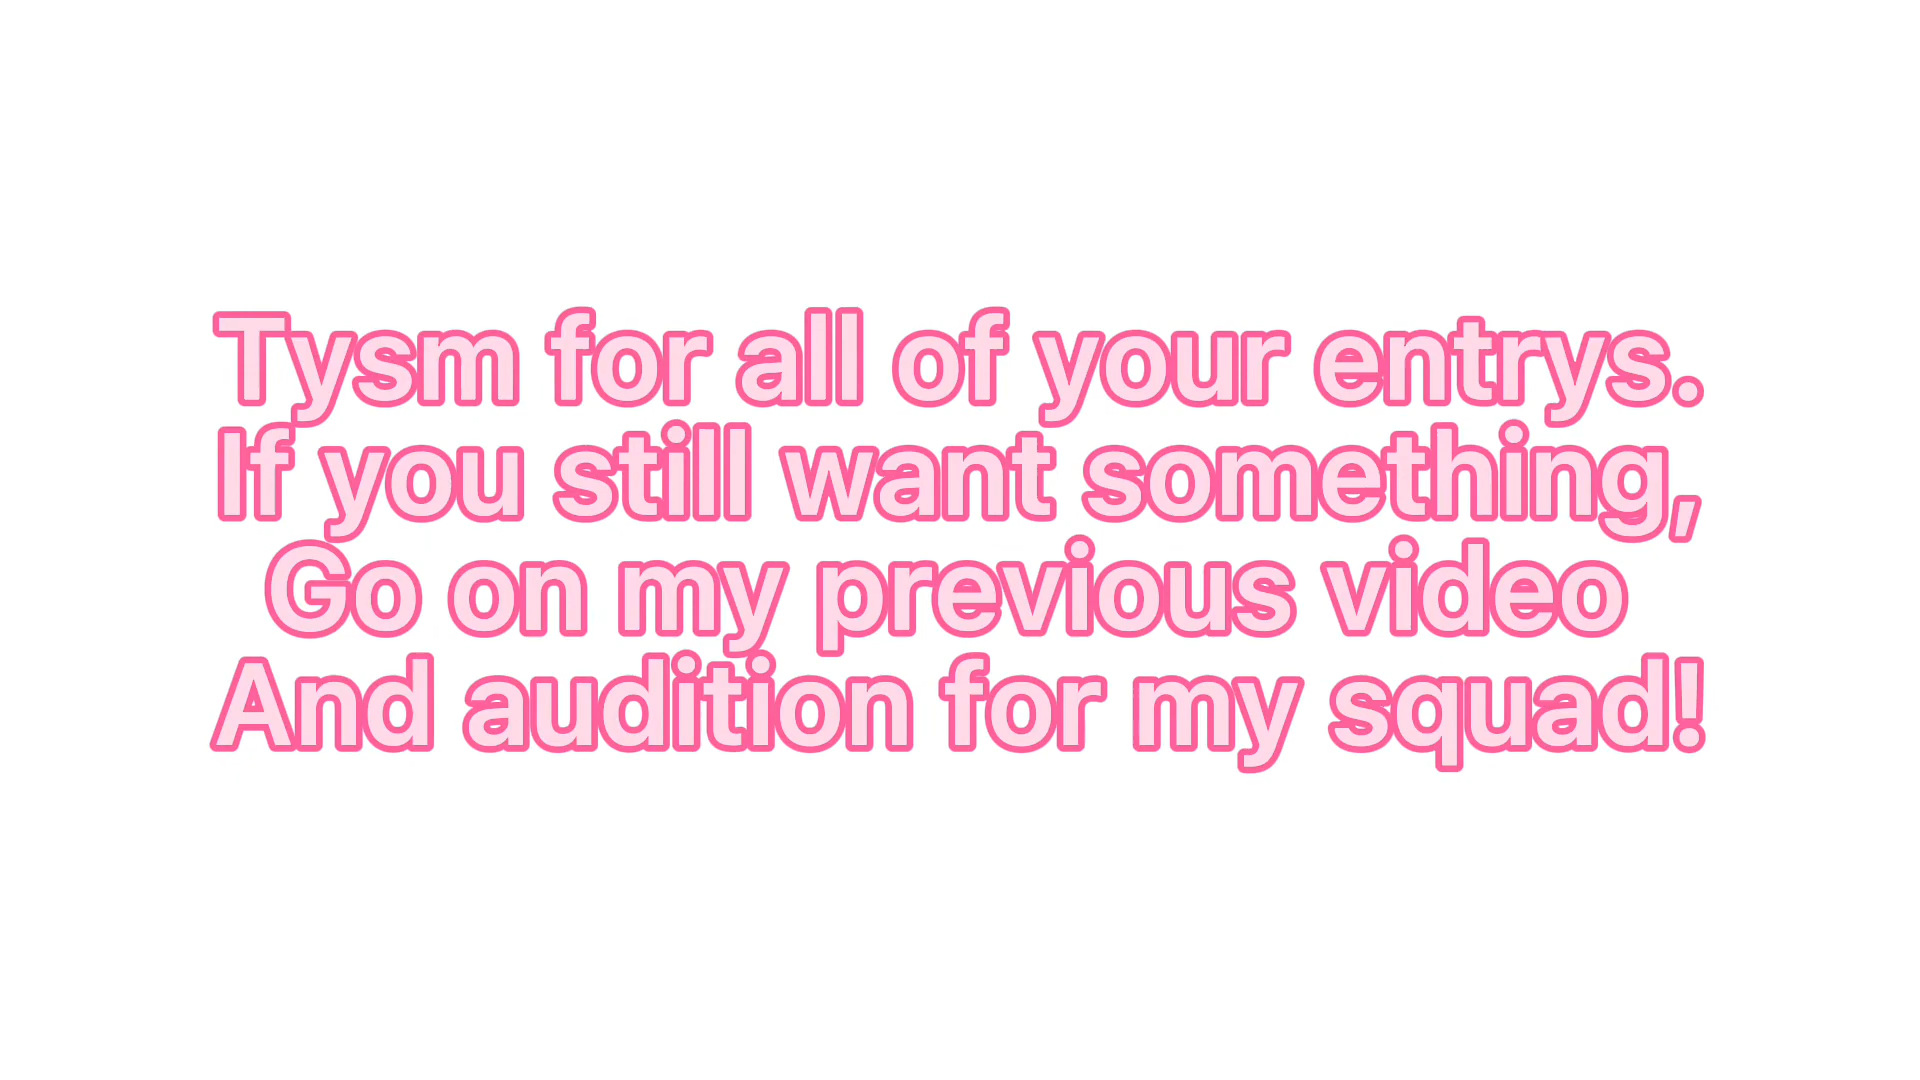 Tysm for all of your entrys.
If you still want something,
Go on my previous video
And audition for my squad!